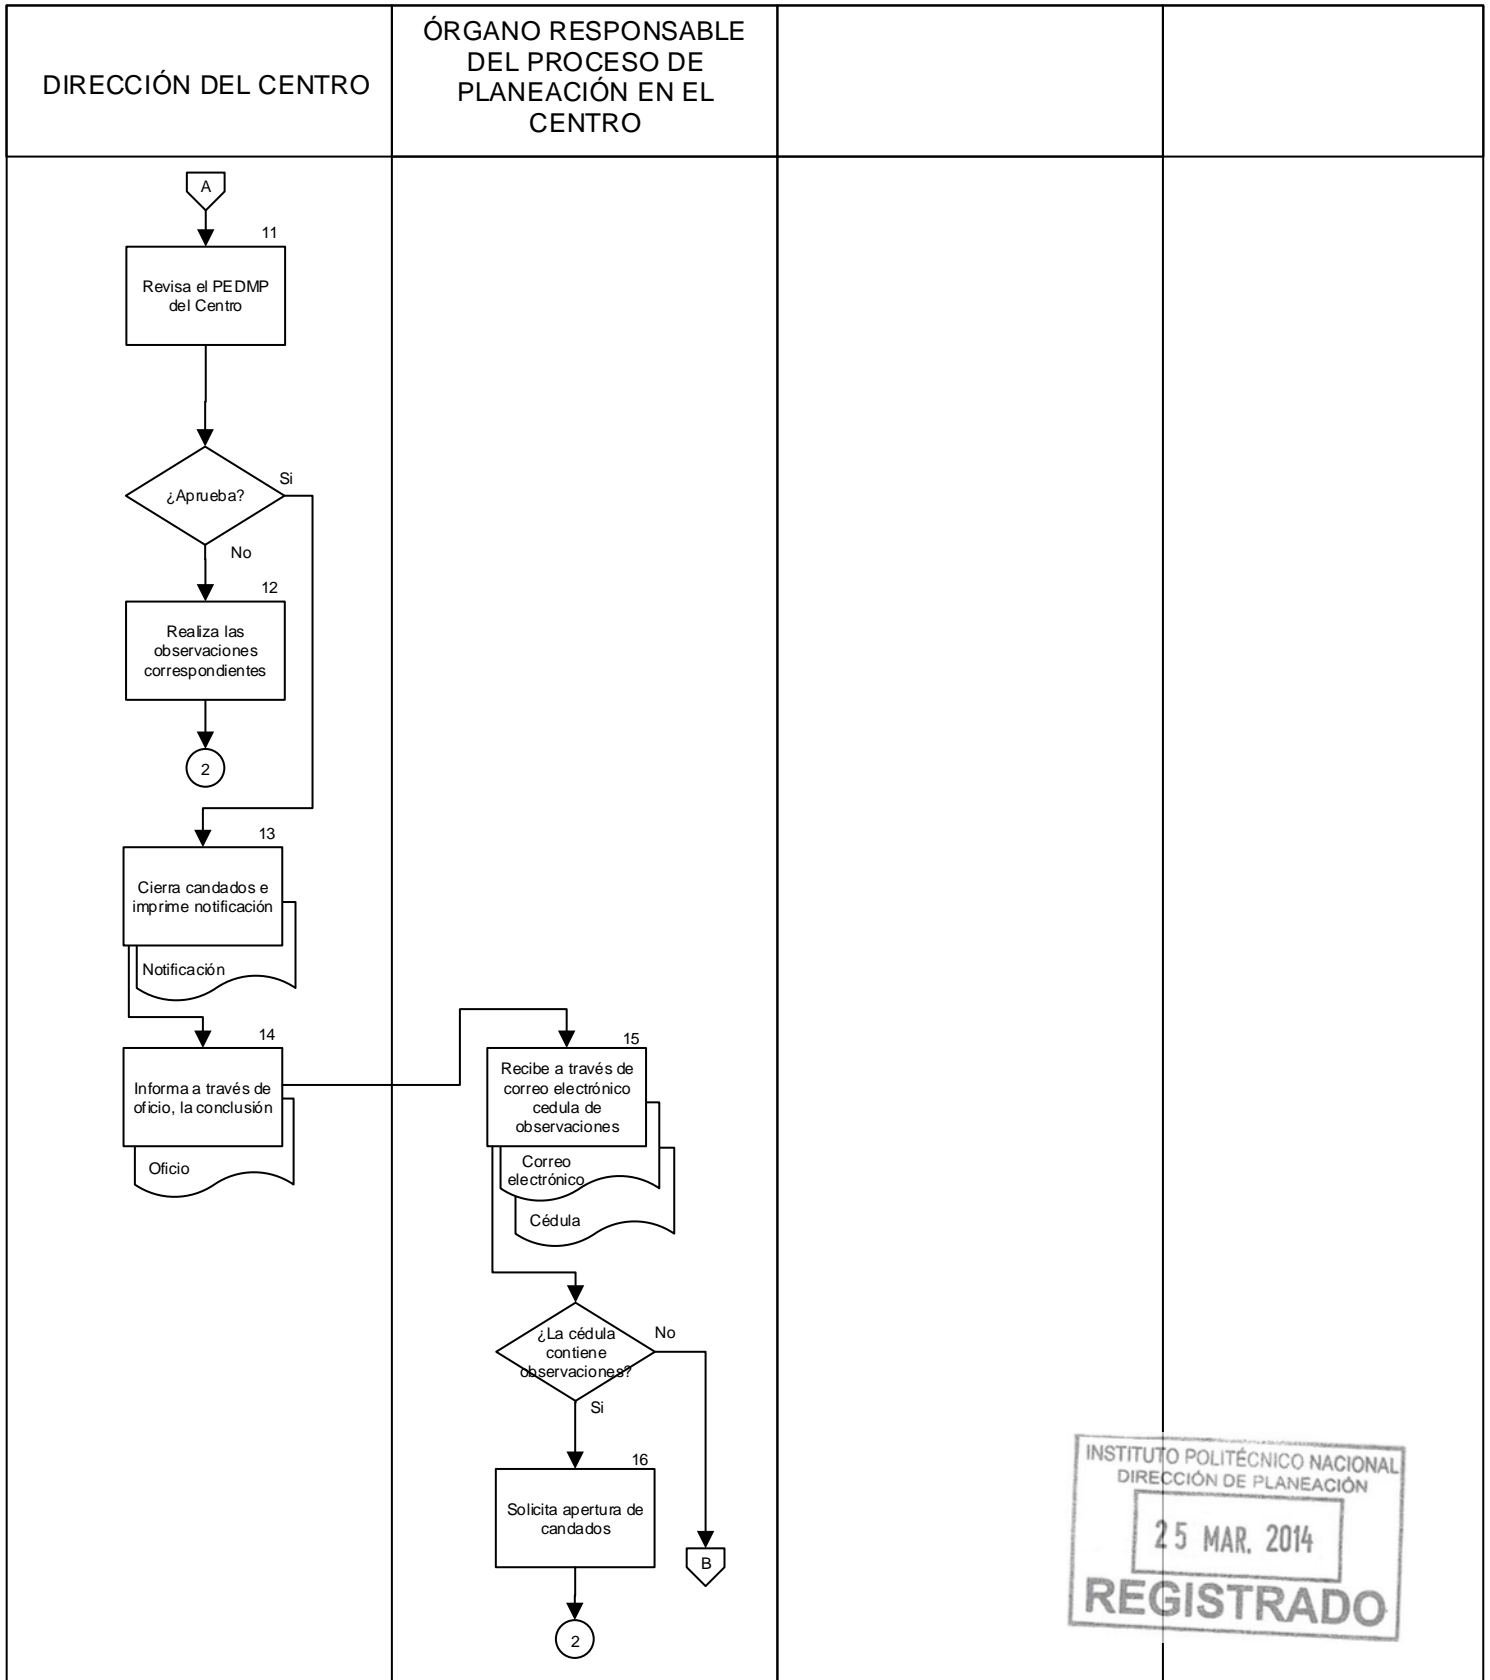 DIRECCIÓN DEL CENTRO
ÓRGANO RESPONSABLE
DEL PROCESO DE
PLANEACIÓN EN EL
CENTRO
A
11
Revisa el PEDMP
del Centro
¿Aprueba?
Si
No
12
Realiza las
observaciones
correspondientes
2
13
Cierra candados e
imprime notificación
Notificación
14
Informa a través de
oficio, la conclusión
Oficio
15
Recibe a través de
correo electrónico
cedula de
observaciones
Correo
electrónico
Cédula
¿La cédula
contiene
observaciones?
No
Si
16
Solicita apertura de
candados
B
2
INSTITUTO POLITÉCNICO NACIONAL
DIRECCIÓN DE PLANEACIÓN
25 MAR. 2014
REGISTRADO